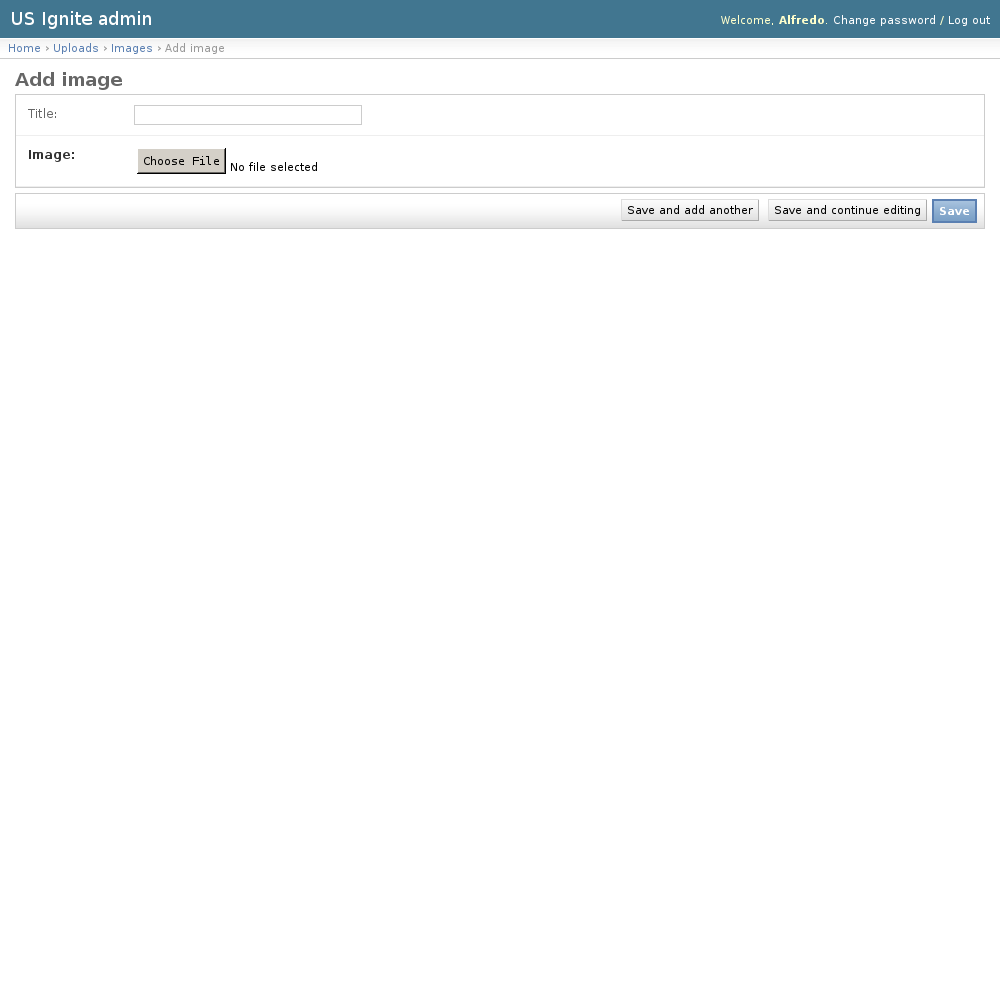 US Ignite admin
Welcome, Alfredo. Change password / Log out
Home › Uploads › Images › Add image
Add image
Title:
Image: Choose File No file selected
Save and add another Save and continue editing Save